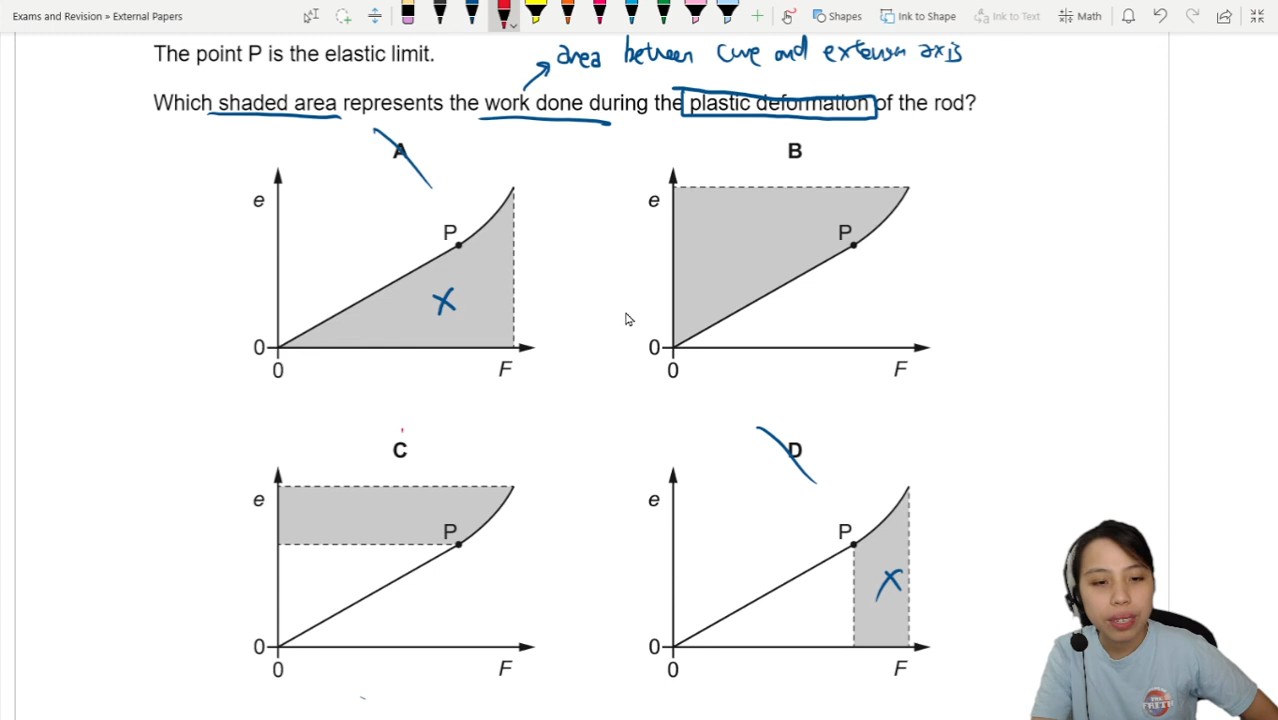 Exams and Revision » External Papers
Shapes
Ink to Shape
Ink to Text
Math
The point P is the elastic limit.
area between curve and extension axis
Which shaded area represents the work done during the plastic deformation of the rod?
A
B
e
P
x
0
0
F
e
P
0
0
F
C
D
e
P
0
0
F
e
P
x
0
0
F